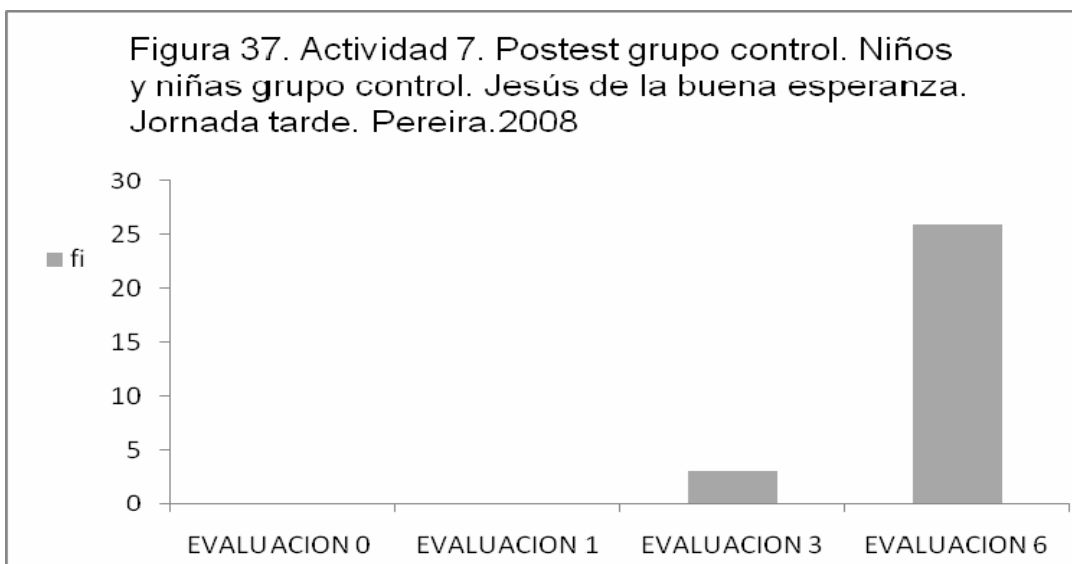 Figura 37. Actividad 7. Postest grupo control. Niños
y niñas grupo control. Jesús de la buena esperanza.
Jornada tarde. Pereira.2008
30
25
fi
20
15
10
5
0
EVALUACION 0 EVALUACION 1 EVALUACION 3 EVALUACION 6